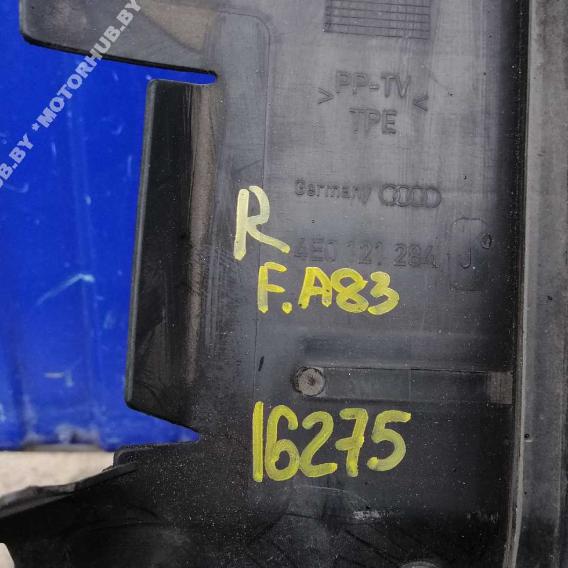 MOTORHUB.BY *MOTORHUB.BY
>PP-TV<
TPE
Germany
R
4E0 121 284
J
F.A83
16275